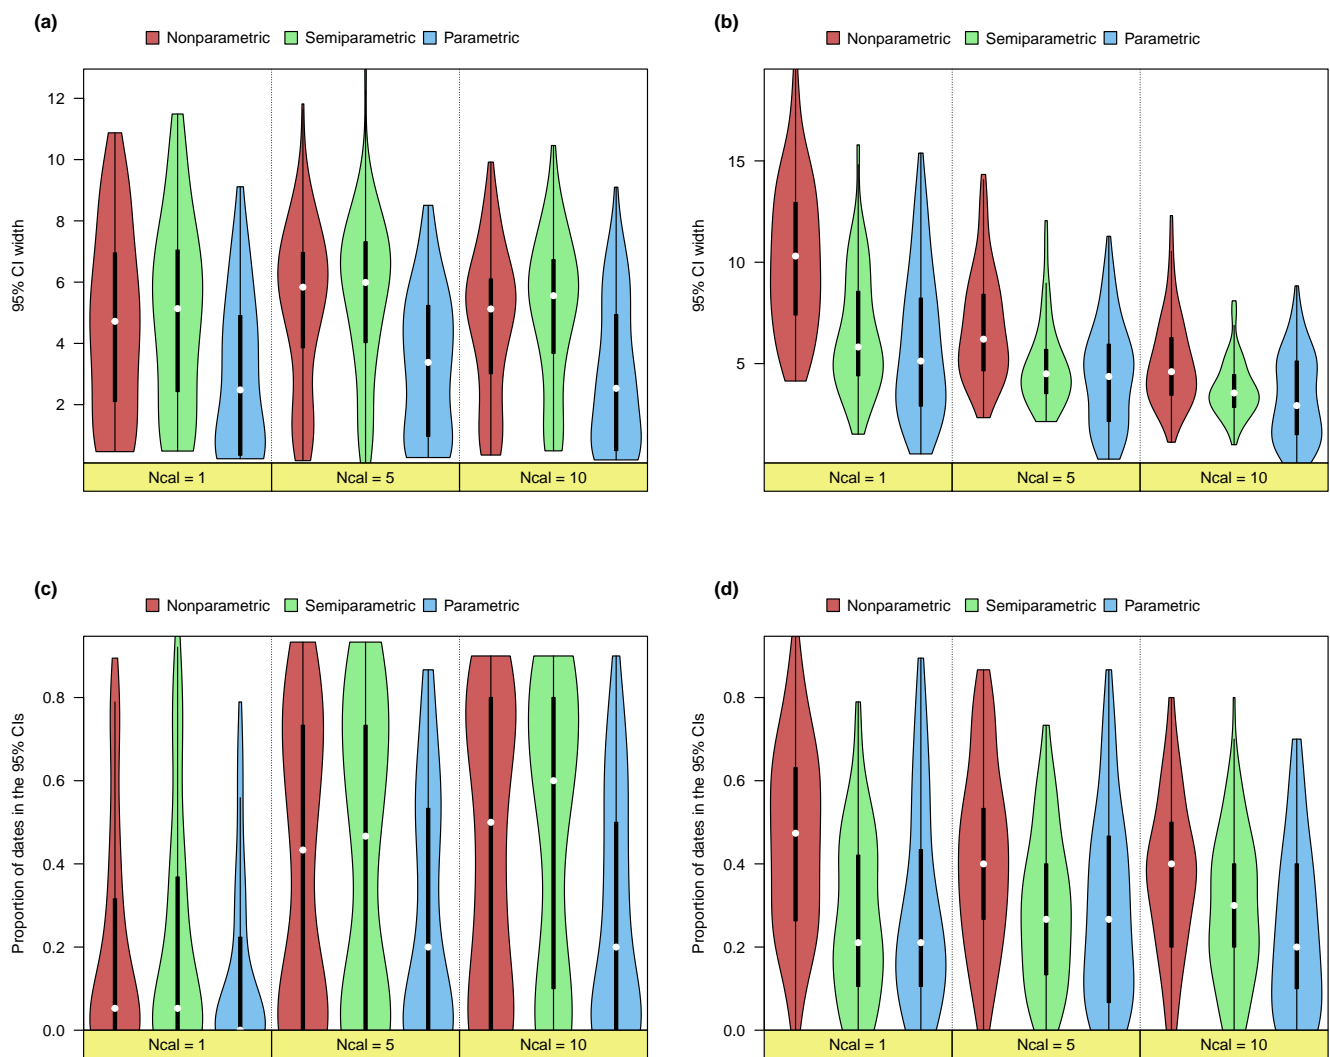 (a)
Nonparametric Semiparametric Parametric
12
10
8
6
4
2
95% CI width
Ncal = 1 Ncal = 5 Ncal = 10
(b)
Nonparametric Semiparametric Parametric
15
10
5
95% CI width
Ncal = 1 Ncal = 5 Ncal = 10
(c)
Nonparametric Semiparametric Parametric
0.8
0.6
0.4
0.2
0.0
Proportion of dates in the 95% CIs
Ncal = 1 Ncal = 5 Ncal = 10
(d)
Nonparametric Semiparametric Parametric
0.8
0.6
0.4
0.2
0.0
Proportion of dates in the 95% CIs
Ncal = 1 Ncal = 5 Ncal = 10